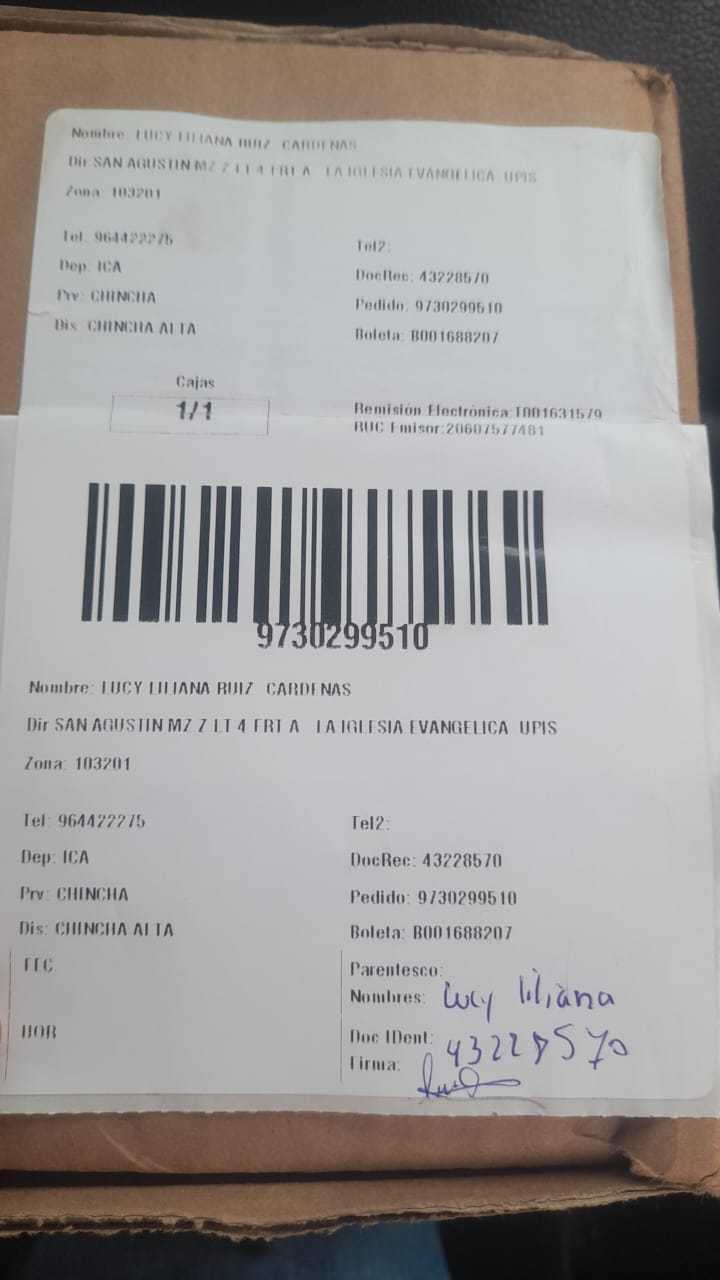 Nombre: LUCY LILIANA RUIZ CARDENAS
Dir SAN AGUSTIN MZ Z LT 4 FRT A LA IGLESIA EVANGELICA UPIS
Zona: 103201
Tel: 964422275 Tel2:
Dep: ICA DocRec: 43228570
Prv: CHINCHA Pedido: 9730299510
Dis: CHINCHA ALTA Boleta: B001688207
Cajas
1/1 Remisión Electrónica:T001631579
RUC Emisor:20607577481
9730299510
Nombre: LUCY LILIANA RUIZ CARDENAS
Dir SAN AGUSTIN MZ Z LT 4 FRT A LA IGLESIA EVANGELICA UPIS
Zona: 103201
Tel: 964422275 Tel2:
Dep: ICA DocRec: 43228570
Prv: CHINCHA Pedido: 9730299510
Dis: CHINCHA ALTA Boleta: B001688207
FEC Parentesco:
Nombres: Lucy liliana
HOR Doc IDent: 43228570
Firma: